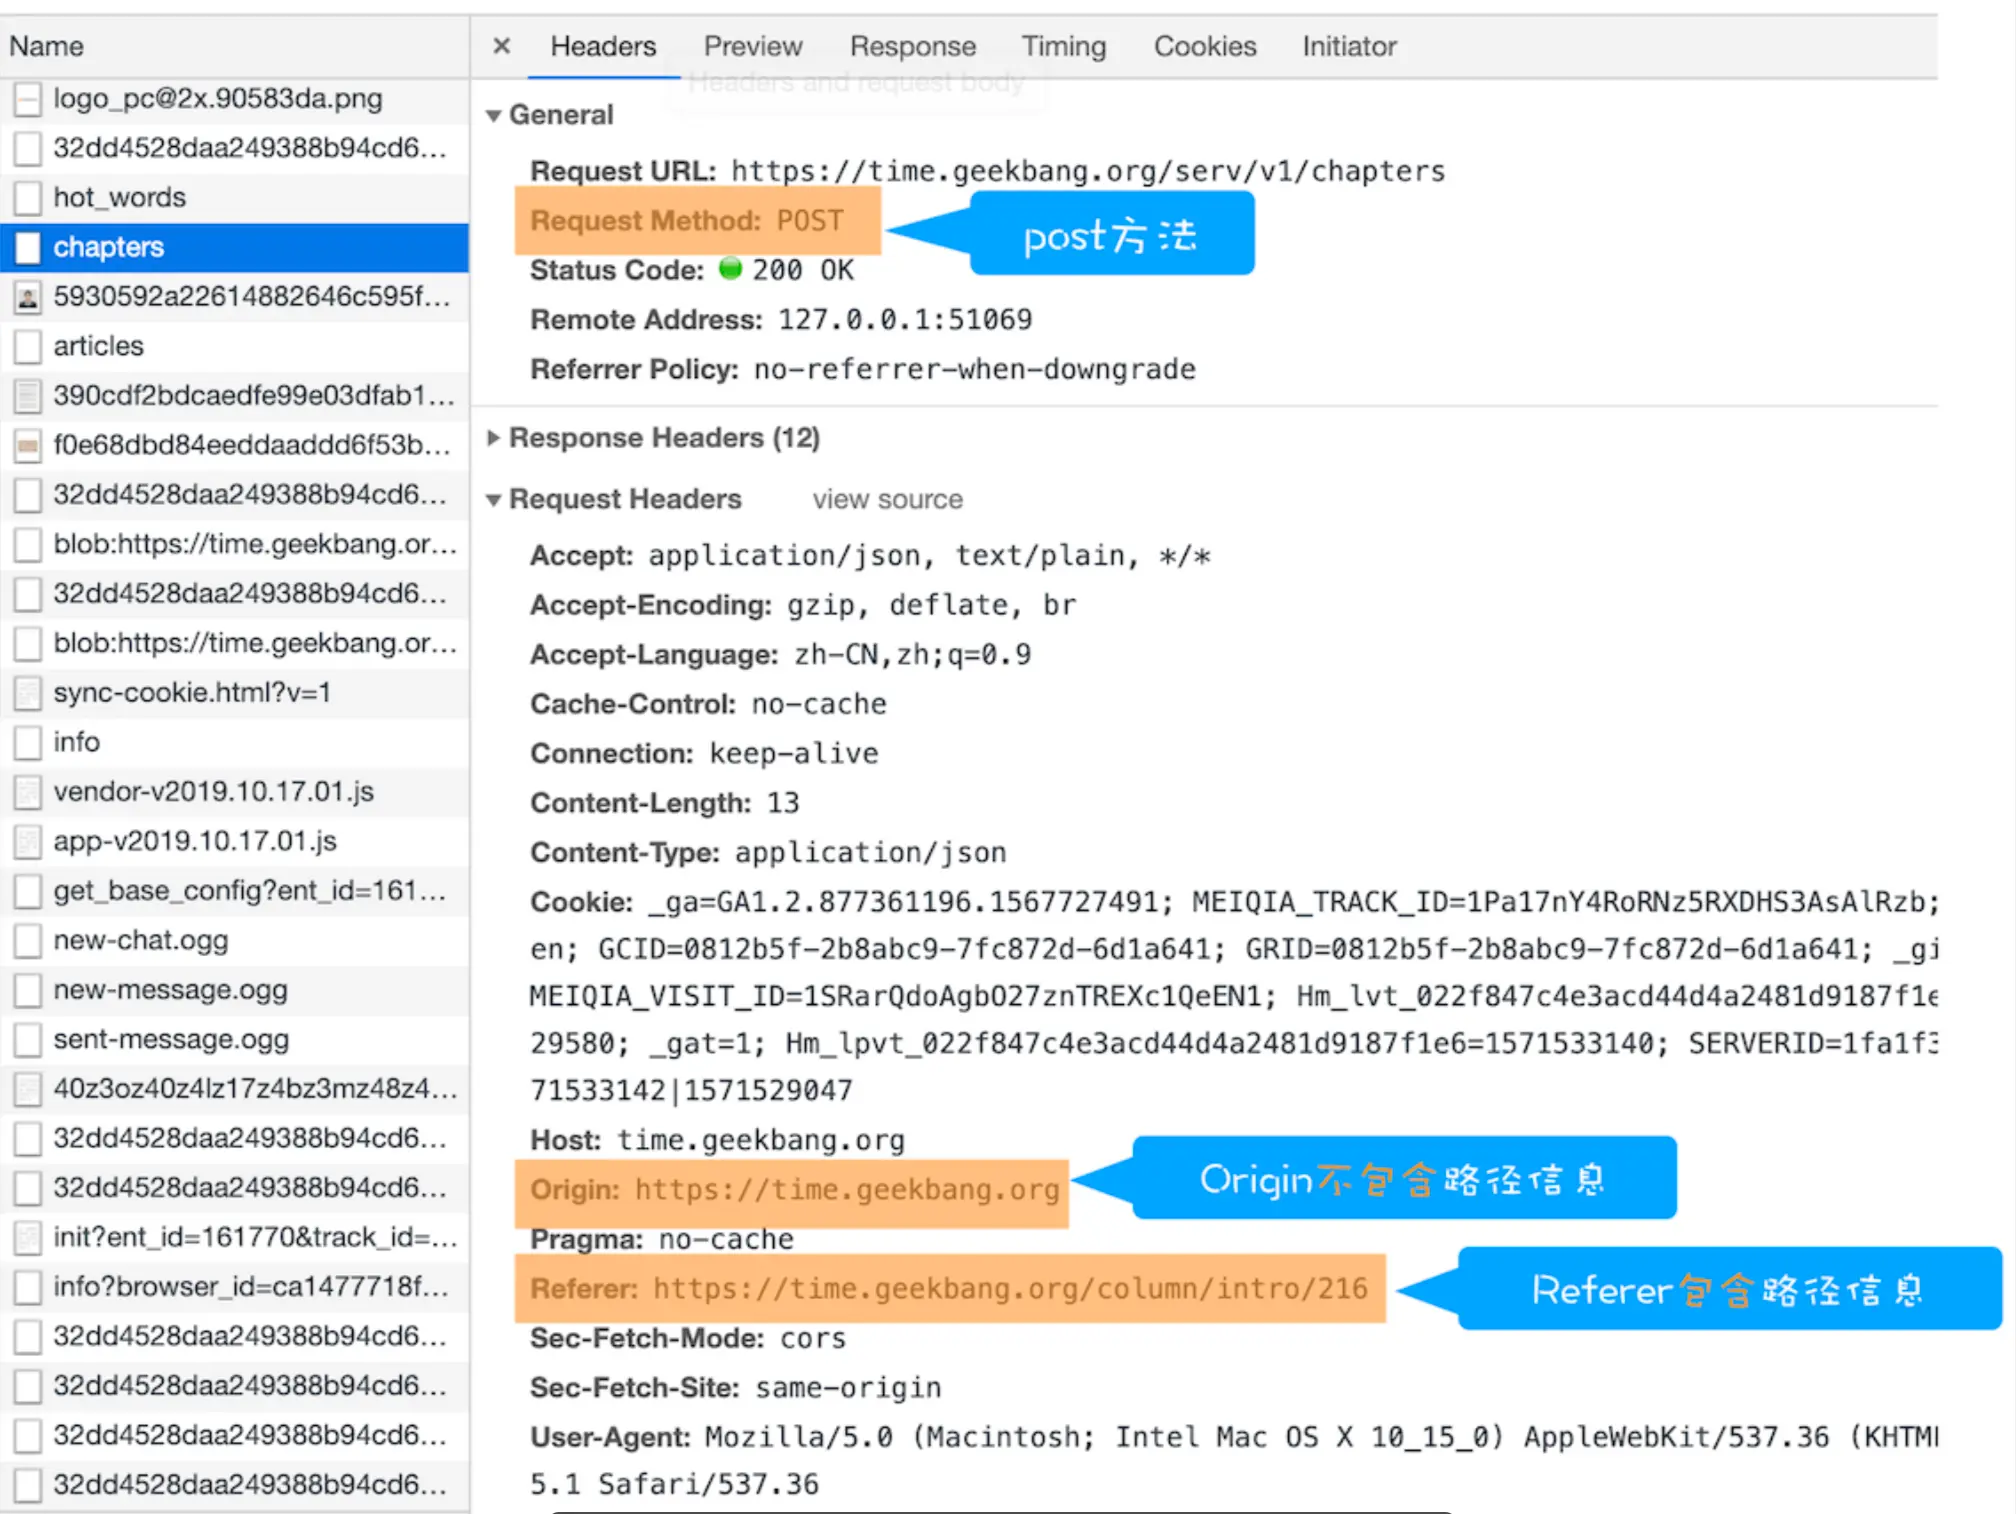 Name
logo_pc@2x.90583da.png
32dd4528daa249388b94cd6...
hot_words
chapters
5930592a22614882646c595f...
articles
390cdf2bdcaedfe99e03dfab1...
f0e68dbd84eeddaaddd6f53b...
32dd4528daa249388b94cd6...
blob:https://time.geekbang.or...
32dd4528daa249388b94cd6...
blob:https://time.geekbang.or...
sync-cookie.html?v=1
info
vendor-v2019.10.17.01.js
app-v2019.10.17.01.js
get_base_config?ent_id=161...
new-chat.ogg
new-message.ogg
sent-message.ogg
40z3oz40z4lz17z4bz3mz48z4...
32dd4528daa249388b94cd6...
32dd4528daa249388b94cd6...
init?ent_id=161770&track_id=...
info?browser_id=ca1477718f...
32dd4528daa249388b94cd6...
32dd4528daa249388b94cd6...
32dd4528daa249388b94cd6...
32dd4528daa249388b94cd6...
× Headers Preview Response Timing Cookies Initiator
Headers and request body
General
Request URL: https://time.geekbang.org/serv/v1/chapters
Request Method: POST
post方法
Status Code: 200 OK
Remote Address: 127.0.0.1:51069
Referrer Policy: no-referrer-when-downgrade
Response Headers (12)
Request Headers view source
Accept: application/json, text/plain, */*
Accept-Encoding: gzip, deflate, br
Accept-Language: zh-CN,zh;q=0.9
Cache-Control: no-cache
Connection: keep-alive
Content-Length: 13
Content-Type: application/json
Cookie: _ga=GA1.2.877361196.1567727491; MEIQIA_TRACK_ID=1Pa17nY4RoRNz5RXDHS3AsAlRzb;
en; GCID=0812b5f-2b8abc9-7fc872d-6d1a641; GRID=0812b5f-2b8abc9-7fc872d-6d1a641; _gi
MEIQIA_VISIT_ID=1SRarQdoAgbO27znTREXc1QeEN1; Hm_lvt_022f847c4e3acd44d4a2481d9187f1e
29580; _gat=1; Hm_lpvt_022f847c4e3acd44d4a2481d9187f1e6=1571533140; SERVERID=1fa1f3
71533142|1571529047
Host: time.geekbang.org
Origin: https://time.geekbang.org
Origin不包含路径信息
Pragma: no-cache
Referer: https://time.geekbang.org/column/intro/216
Referer包含路径信息
Sec-Fetch-Mode: cors
Sec-Fetch-Site: same-origin
User-Agent: Mozilla/5.0 (Macintosh; Intel Mac OS X 10_15_0) AppleWebKit/537.36 (KHTM
5.1 Safari/537.36